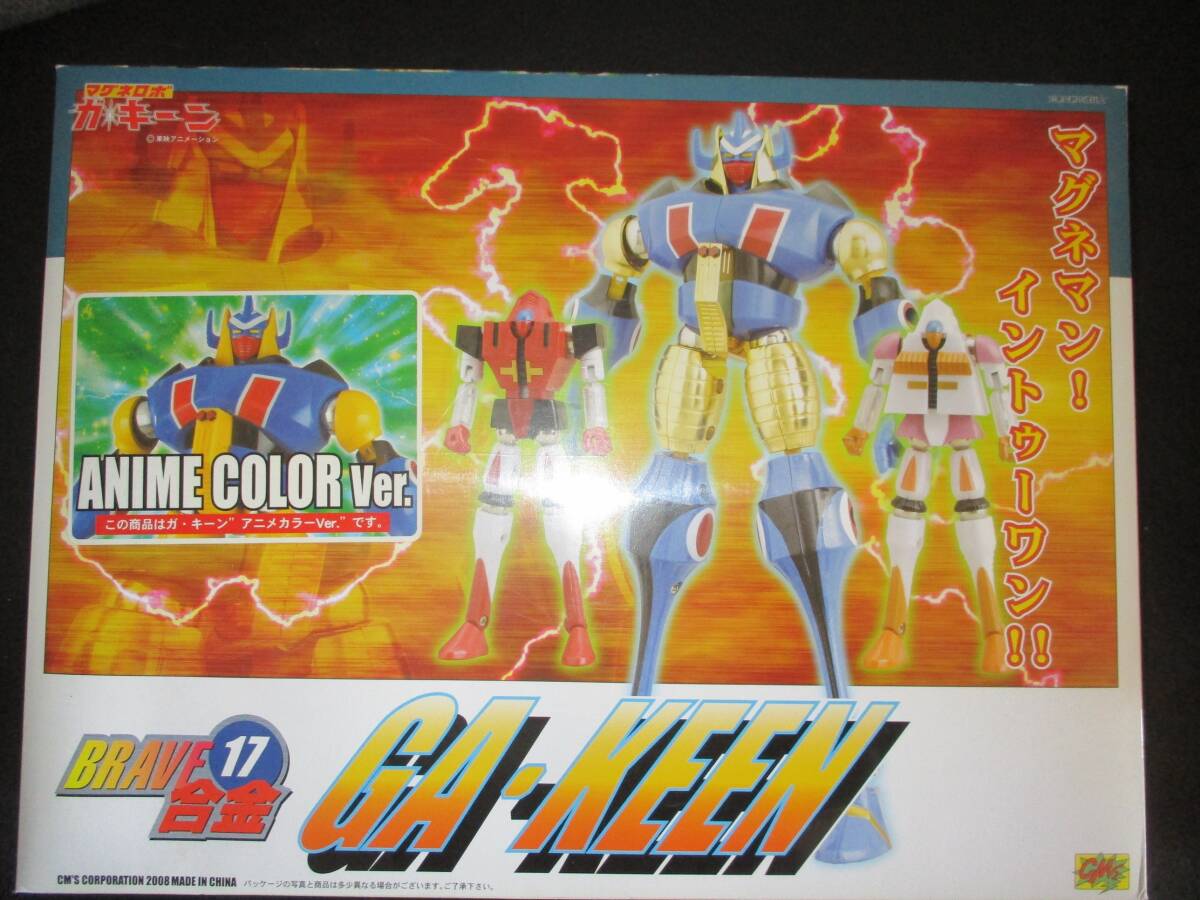 マグネロボ
ガ・キーン
©東映アニメーション
マグネマン!
イントゥーワン!!
ANIME COLOR Ver.
この商品はガ・キーン"アニメカラーVer."です。
BRAVE 17
合金
GA・KEEN
CM'S CORPORATION 2008 MADE IN CHINA パッケージの写真と商品は多少異なる場合がございます。ご了承下さい。
CM's